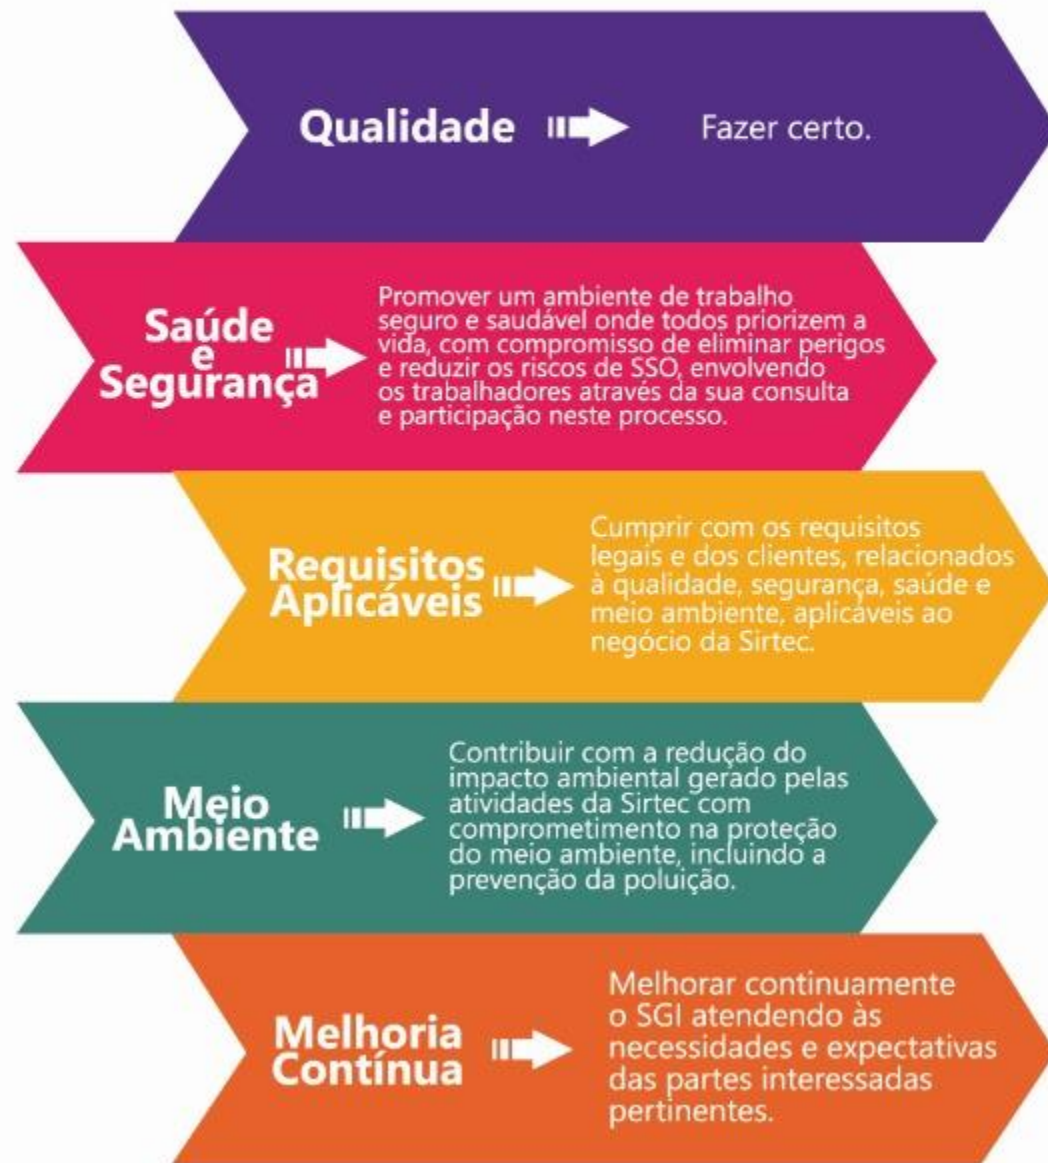 Qualidade
Fazer certo.
Saúde
e
Segurança
Promover um ambiente de trabalho
seguro e saudável onde todos priorizem a
vida, com compromisso de eliminar perigos
e reduzir os riscos de SSO, envolvendo
os trabalhadores através da sua consulta
e participação neste processo.
Requisitos
Aplicáveis
Cumprir com os requisitos
legais e dos clientes, relacionados
à qualidade, segurança, saúde e
meio ambiente, aplicáveis ao
negócio da Sirtec.
Meio
Ambiente
Contribuir com a redução do
impacto ambiental gerado pelas
atividades da Sirtec com
comprometimento na proteção
do meio ambiente, incluindo a
prevenção da poluição.
Melhoria
Contínua
Melhorar continuamente
o SGI atendendo às
necessidades e expectativas
das partes interessadas
pertinentes.